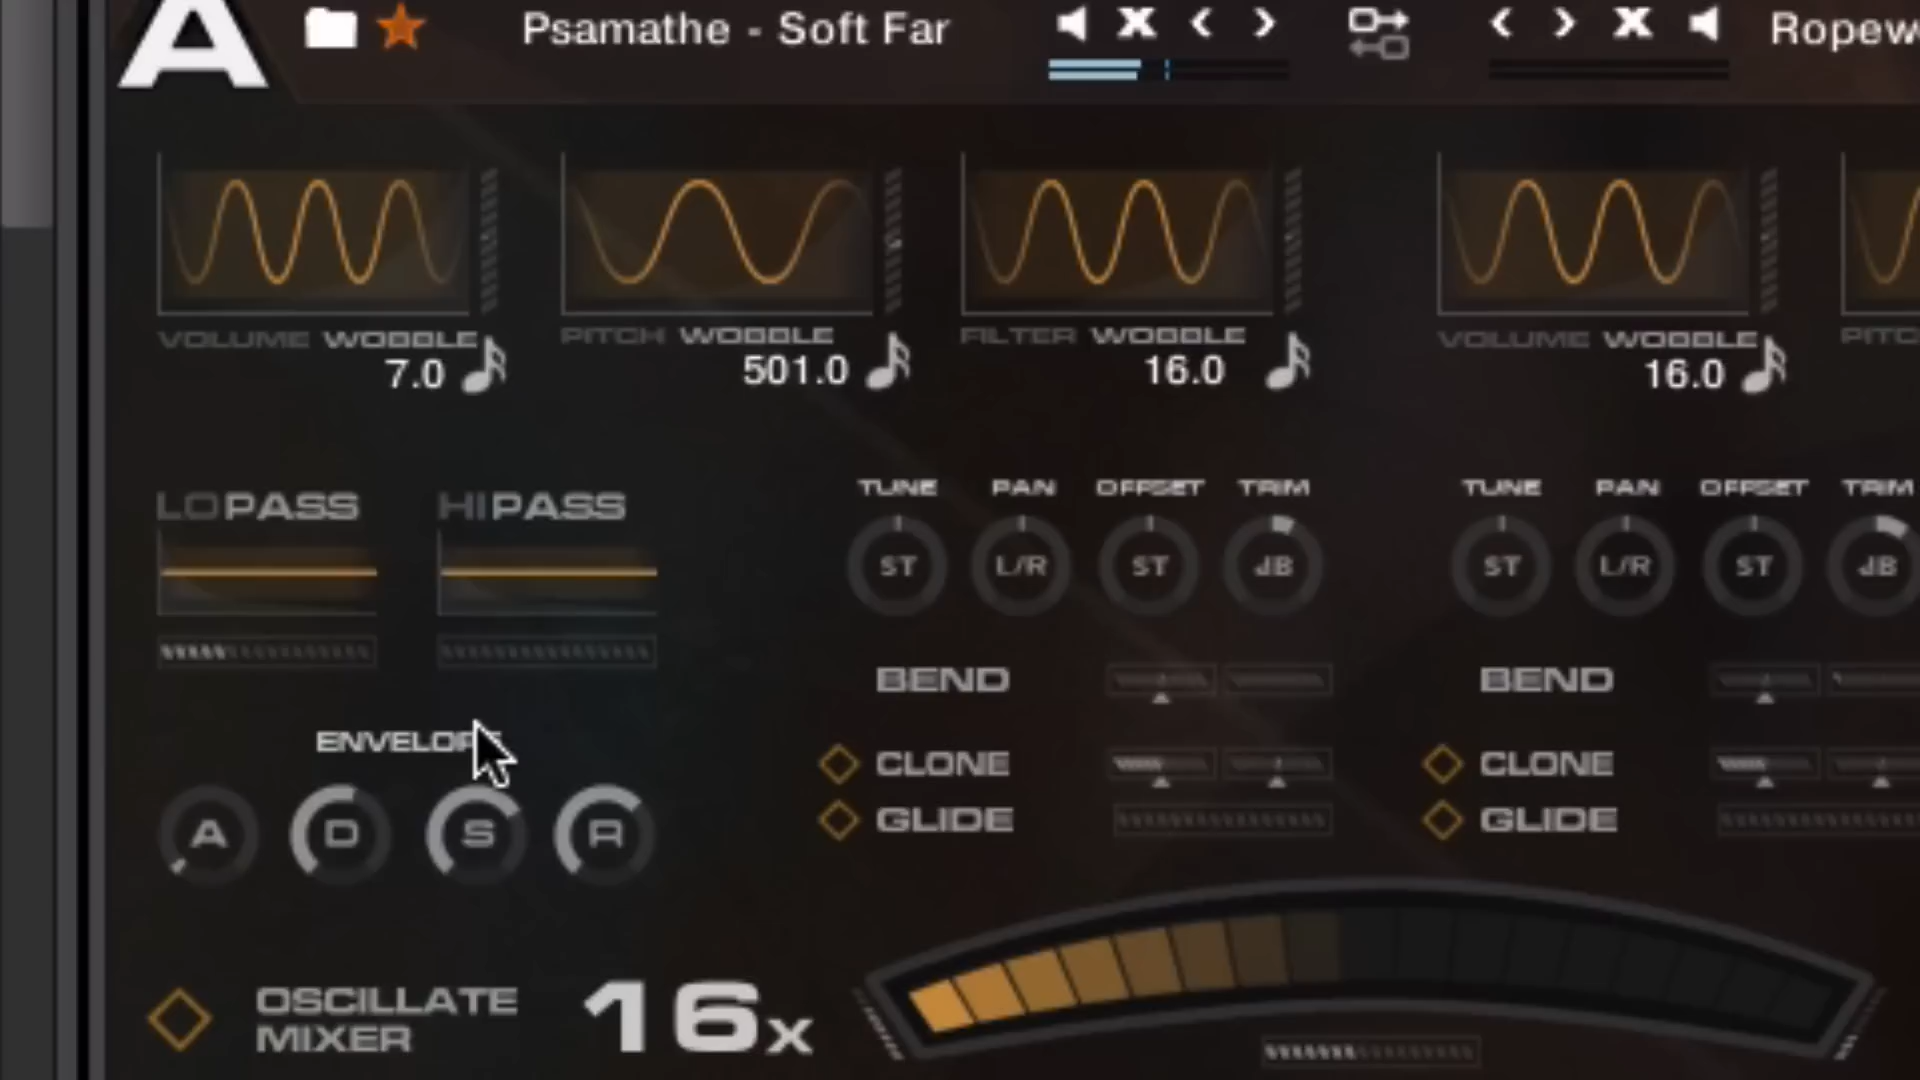 A Psamathe - Soft Far Ropew
VOLUME WOBBLE PITCH WOBBLE FILTER WOBBLE VOLUME WOBBLE PITC
7.0 501.0 16.0 16.0
TUNE PAN OFFSET TRIM TUNE PAN OFFSET TRIM
LOPASS HIPASS
ST L/R ST dB ST L/R ST dB
BEND BEND
ENVELOPE
CLONE CLONE
GLIDE GLIDE
A D S R
OSCILLATE
MIXER
16x